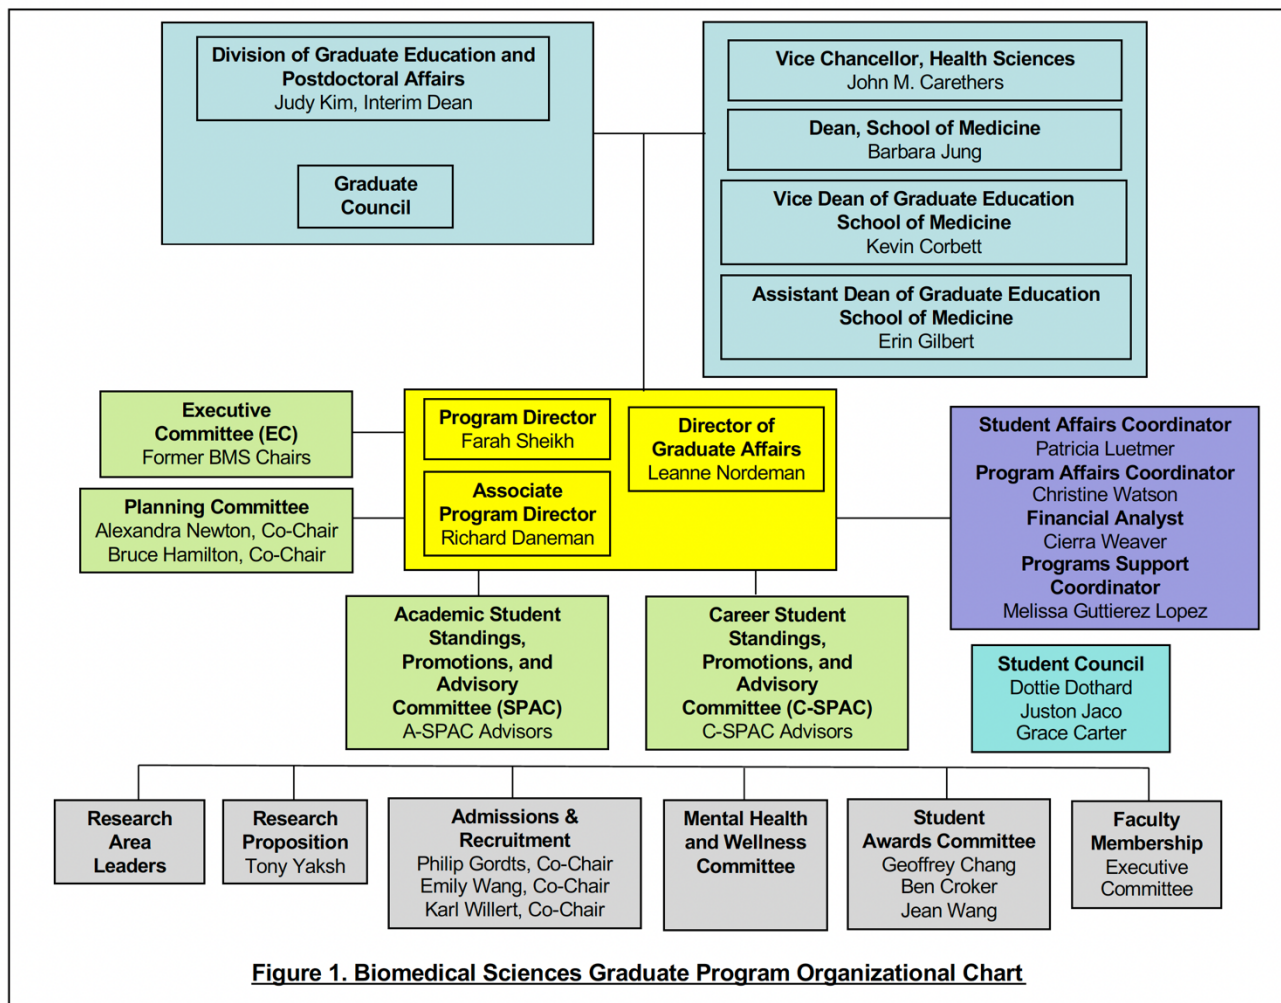 Division of Graduate Education and
Postdoctoral Affairs
Judy Kim, Interim Dean
Graduate
Council
Vice Chancellor, Health Sciences
John M. Carethers
Dean, School of Medicine
Barbara Jung
Vice Dean of Graduate Education
School of Medicine
Kevin Corbett
Assistant Dean of Graduate Education
School of Medicine
Erin Gilbert
Executive
Committee (EC)
Former BMS Chairs
Planning Committee
Alexandra Newton, Co-Chair
Bruce Hamilton, Co-Chair
Program Director
Farah Sheikh
Associate
Program Director
Richard Daneman
Director of
Graduate Affairs
Leanne Nordeman
Student Affairs Coordinator
Patricia Luetmer
Program Affairs Coordinator
Christine Watson
Financial Analyst
Cierra Weaver
Programs Support
Coordinator
Melissa Guttierez Lopez
Academic Student
Standings,
Promotions, and
Advisory
Committee (SPAC)
A-SPAC Advisors
Career Student
Standings,
Promotions, and
Advisory
Committee (C-SPAC)
C-SPAC Advisors
Student Council
Dottie Dothard
Juston Jaco
Grace Carter
Research
Area
Leaders
Research
Proposition
Tony Yaksh
Admissions &
Recruitment
Philip Gordts, Co-Chair
Emily Wang, Co-Chair
Karl Willert, Co-Chair
Mental Health
and Wellness
Committee
Student
Awards Committee
Geoffrey Chang
Ben Croker
Jean Wang
Faculty
Membership
Executive
Committee
Figure 1. Biomedical Sciences Graduate Program Organizational Chart